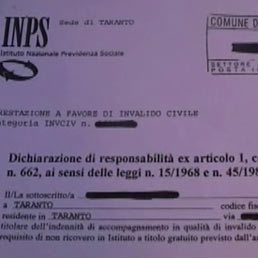 INPS
Sede di TARANTO
COMUNE D
Istituto Nazionale Previdenza Sociale
SETTORE
POSTA I
RESTAZIONE A FAVORE DI INVALIDO CIVILE
ategoria INVCIV n.
Dichiarazione di responsabilità ex articolo 1, c
n. 662, ai sensi delle leggi n. 15/1968 e n. 45/198
Il/La sottoscritto/a
a TARANTO codice fisc
residente in TARANTO via
titolare dell'indennità di accompagnamento in qualità di invalido
requisito di non ricovero in Istituto a titolo gratuito previsto dall'ar